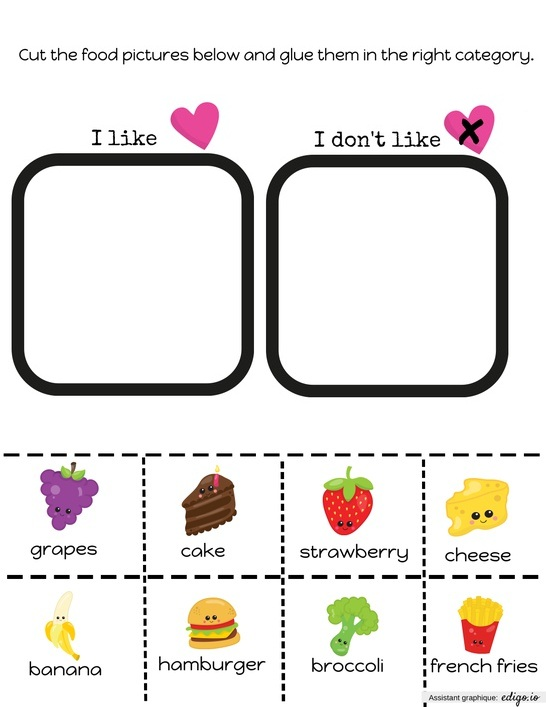 Cut the food pictures below and glue them in the right category.
I like
I don't like
grapes
cake
strawberry
cheese
banana
hamburger
broccoli
french fries
Assistant graphique: edigo.io